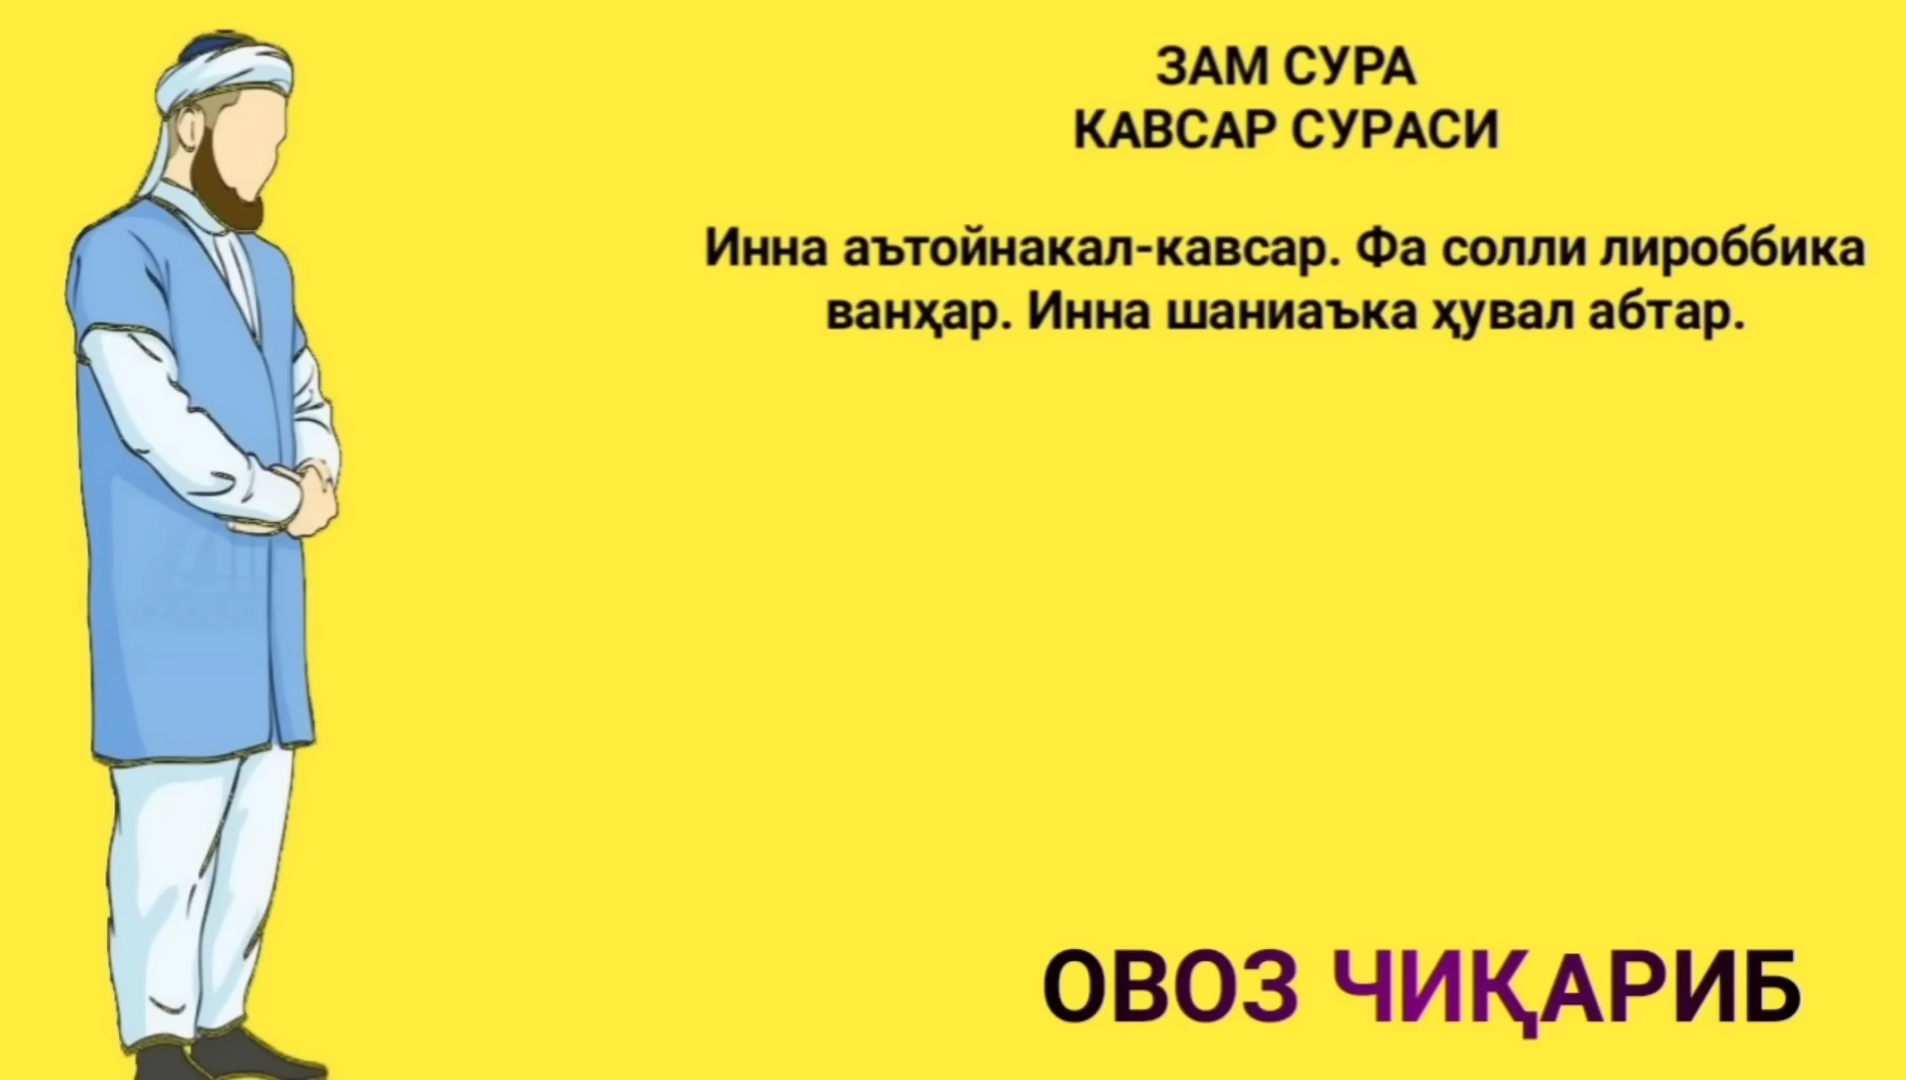 ЗАМ СУРА
КАВСАР СУРАСИ
Инна аътойнакал-кавсар. Фа солли лироббика
ванҳар. Инна шаниаъка ҳувал абтар.
ОВОЗ ЧИҚАРИБ